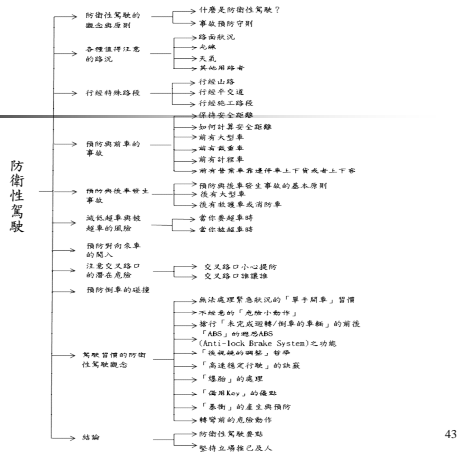 防衛性駕駛
防衛性駕駛的
觀念與原則
什麼是防衛性駕駛？
事故預防守則
各種值得注意
的路況
路面狀況
光線
天氣
其他用路者
行經特殊路段
行經山路
行經平交道
行經施工路段
預防與前車的
事故
保持安全距離
如何計算安全距離
前有大型車
前有載重車
前有計程車
前有營業車靠邊停車上下貨或者上下客
預防與後車發生
事故
預防與後車發生事故的基本原則
後有大型車
後有救護車或消防車
減低超車與被
超車的風險
當你要超車時
當你被超車時
預防對向來車
的闖入
注意交叉路口
的潛在危險
交叉路口小心提防
交叉路口誰讓誰
預防倒車的碰撞
駕駛習慣的防衛
性駕駛觀念
無法處理緊急狀況的「單手開車」習慣
不經意的「危險小動作」
搶行「未完成迴轉/倒車的車輛」的前後
「ABS」的迷思ABS
(Anti-lock Brake System)之功能
「後視鏡的調整」哲學
「高速穩定行駛」的訣竅
「爆胎」的處理
「備用Key」的優點
「暴衝」的產生與預防
轉彎前的危險動作
結論
防衛性駕駛要點
堅持立場推己及人
43